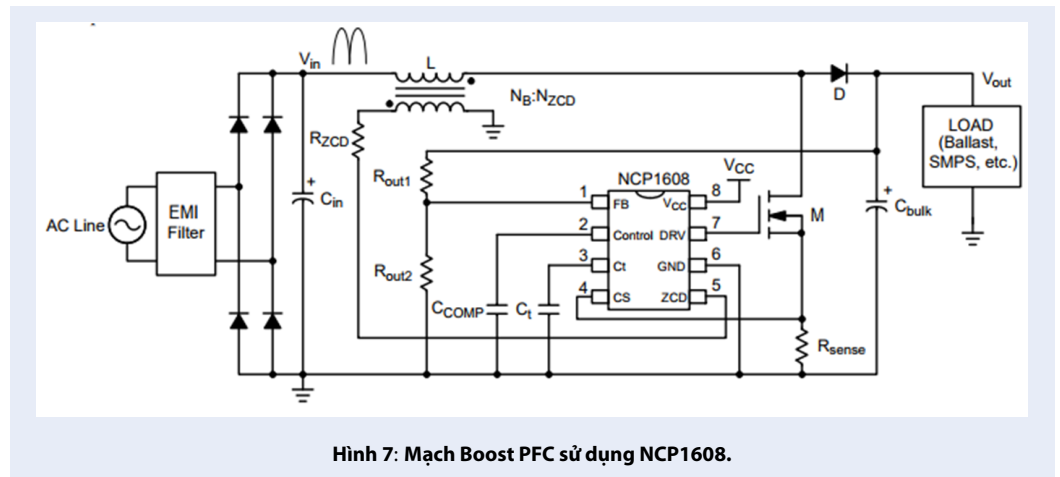 Vin
L
NB:NZCD
D
Vout
LOAD
(Ballast,
SMPS, etc.)
RZCD
Rout1
VCC
NCP1608
1
8
FB
VCC
+
Cin
+
Cbulk
M
AC Line
EMI
Filter
2
7
Control
DRV
3
6
Ct
GND
Rout2
4
5
CS
ZCD
CCOMP
Ct
Rsense
Hình 7: Mạch Boost PFC sử dụng NCP1608.